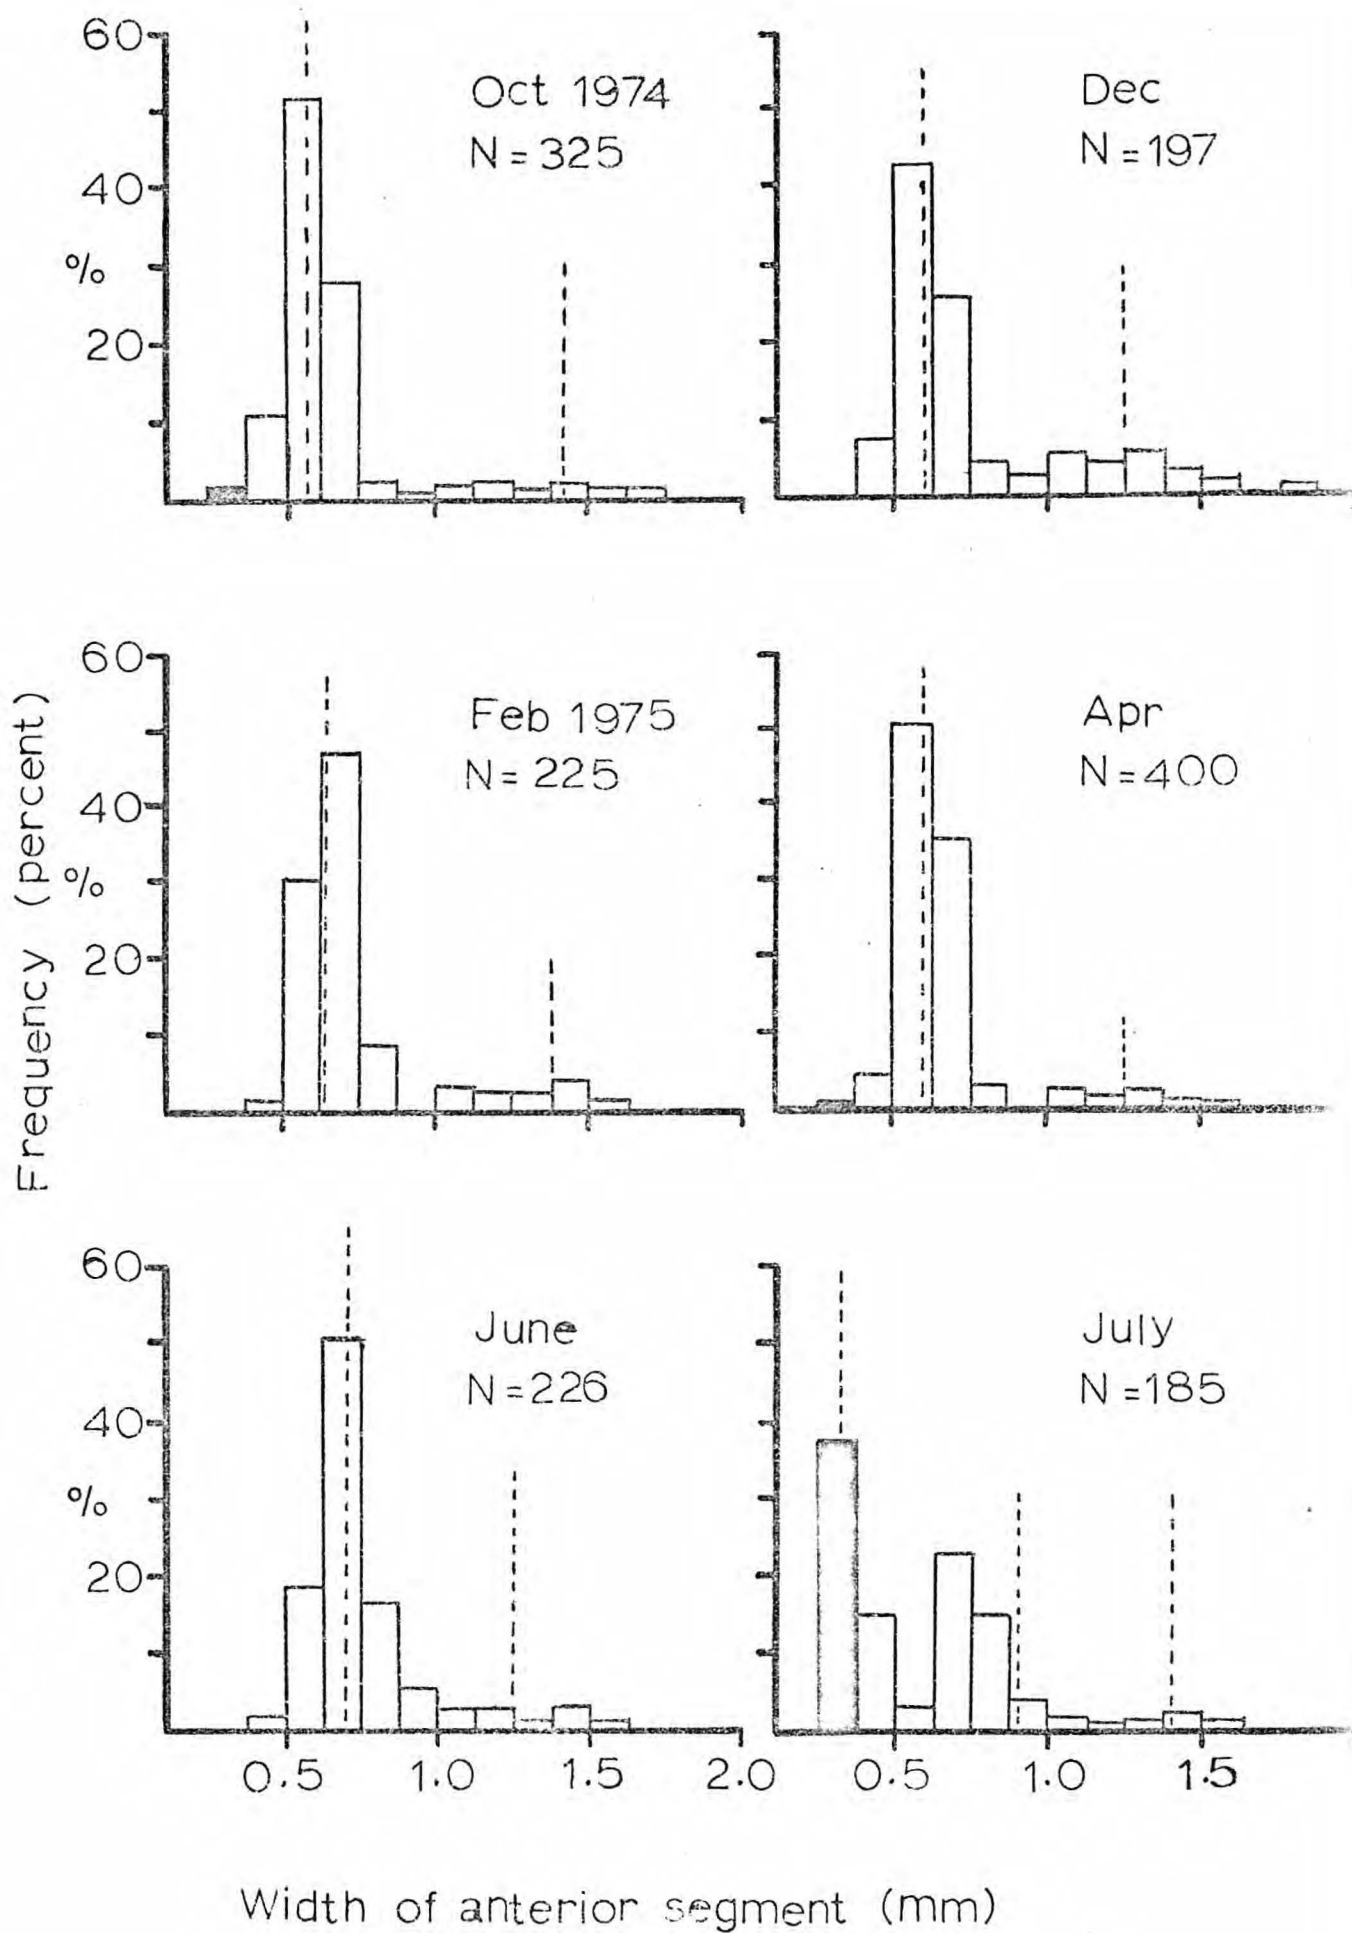 60
40
%
20
Oct 1974
N = 325
Dec
N = 197
Frequency (percent)
60
40
%
20
Feb 1975
N = 225
Apr
N = 400
60
40
%
20
June
N = 226
July
N = 185
0.5 1.0 1.5 2.0 0.5 1.0 1.5
Width of anterior segment (mm)